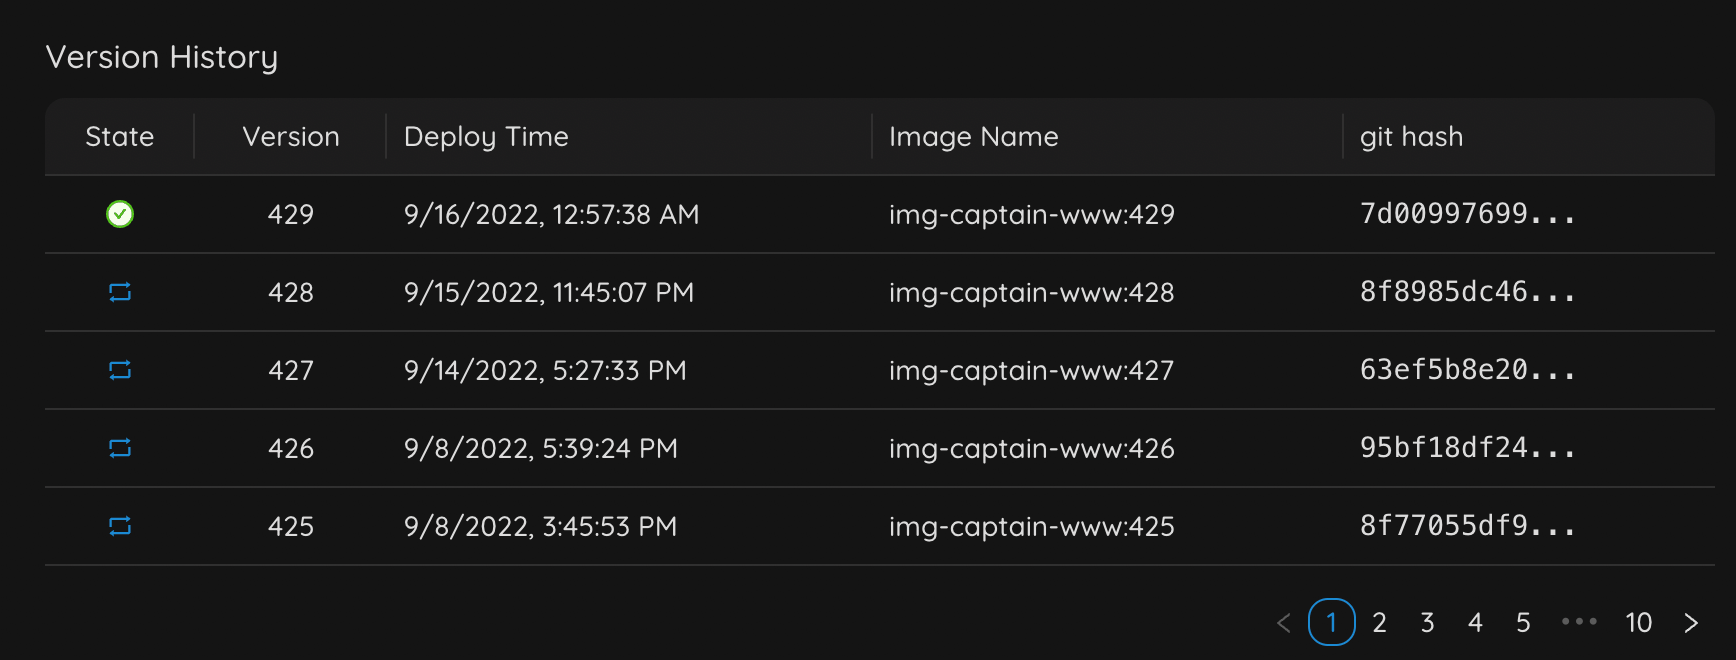 Version History
State Version Deploy Time Image Name git hash
429 9/16/2022, 12:57:38 AM img-captain-www:429 7d00997699...
428 9/15/2022, 11:45:07 PM img-captain-www:428 8f8985dc46...
427 9/14/2022, 5:27:33 PM img-captain-www:427 63ef5b8e20...
426 9/8/2022, 5:39:24 PM img-captain-www:426 95bf18df24...
425 9/8/2022, 3:45:53 PM img-captain-www:425 8f77055df9...
< 1 2 3 4 5 ••• 10 >